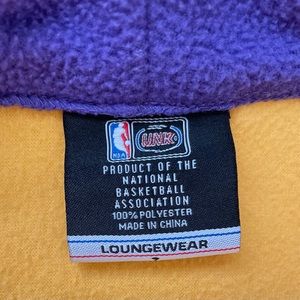 NBA
UNK
PRODUCT OF THE
NATIONAL
BASKETBALL
ASSOCIATION
100% POLYESTER
MADE IN CHINA
LOUNGEWEAR